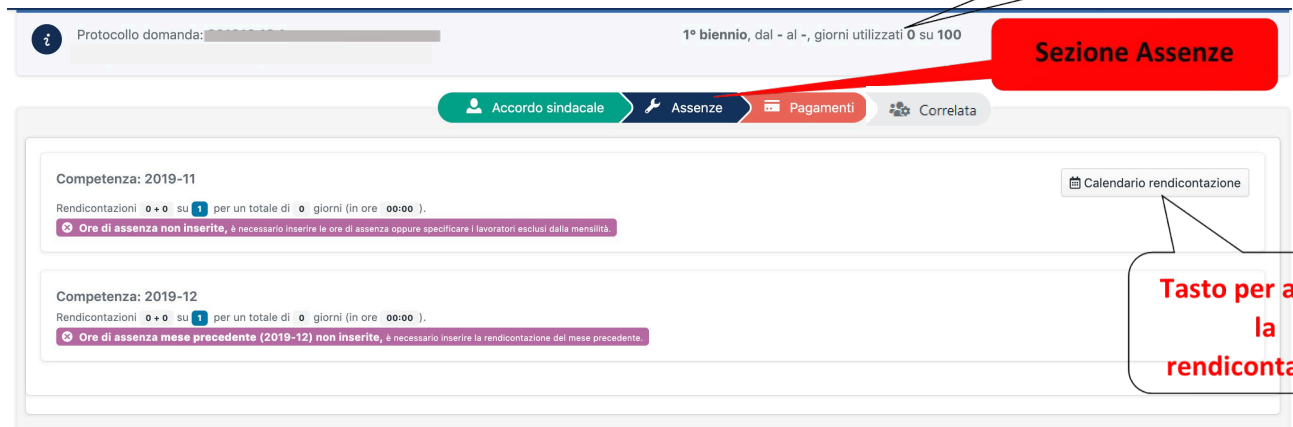 Protocollo domanda:
1° biennio, dal - al -, giorni utilizzati 0 su 100
Sezione Assenze
Accordo sindacale
Assenze
Pagamenti
Correlata
Competenza: 2019-11
Calendario rendicontazione
Rendicontazioni 0 + 0 su 1 per un totale di 0 giorni (in ore 00:00 ).
Ore di assenza non inserite, è necessario inserire le ore di assenza oppure specificare i lavoratori esclusi dalla mensilità.
Competenza: 2019-12
Rendicontazioni 0 + 0 su 1 per un totale di 0 giorni (in ore 00:00 ).
Ore di assenza mese precedente (2019-12) non inserite, è necessario inserire la rendicontazione del mese precedente.
Tasto per a
la
rendiconta